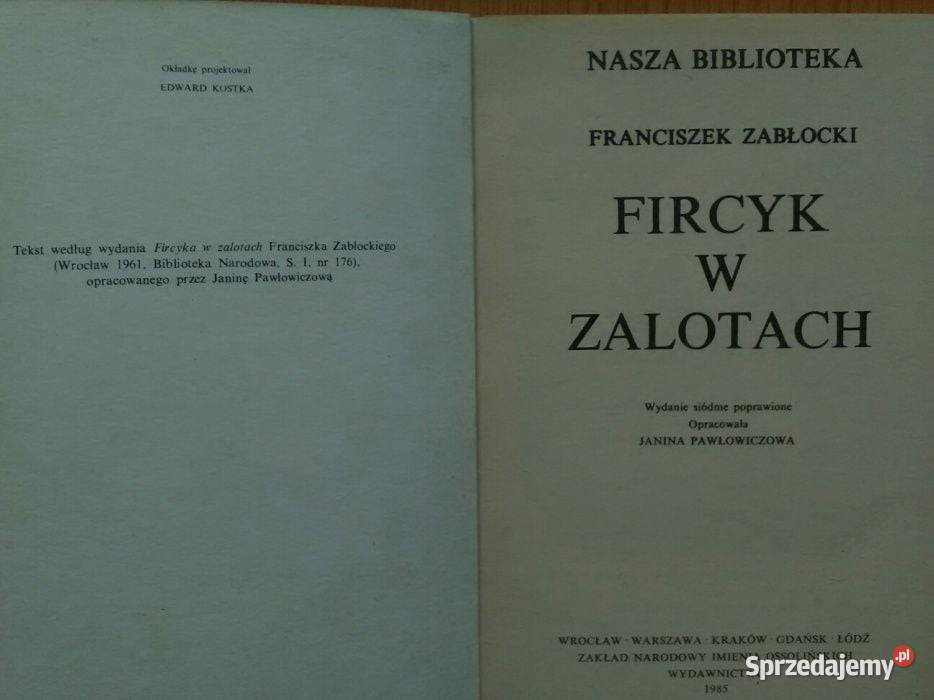 Okładkę projektował
EDWARD KOSTKA
Tekst według wydania Fircyka w zalotach Franciszka Zabłockiego
(Wrocław 1961, Biblioteka Narodowa, S. I, nr 176),
opracowanego przez Janinę Pawłowiczową
NASZA BIBLIOTEKA
FRANCISZEK ZABŁOCKI
FIRCYK
W
ZALOTACH
Wydanie siódme poprawione
Opracowała
JANINA PAWŁOWICZOWA
WROCŁAW · WARSZAWA · KRAKÓW · GDAŃSK · ŁÓDŹ
ZAKŁAD NARODOWY IMIENIA OSSOLIŃSKICH
WYDAWNICTWO
1985
Sprzedajemy.pl